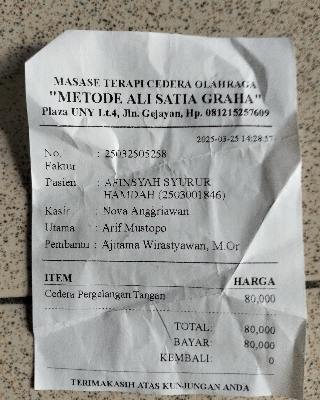 MASASE TERAPI CEDERA OLAHRAGA
"METODE ALI SATIA GRAHA"
Plaza UNY Lt.4, Jln. Gejayan, Hp. 081215257609
2025-03-25 14:28:57
No. Faktur : 25032505258
Pasien : AFINSYAH SYURUR
HAMDAH (2503001846)
Kasir : Nova Anggriawan
Utama : Arif Mustopo
Pembantu : Ajitama Wirastyawan, M.Or
ITEM HARGA
Cedera Pergelangan Tangan 80,000
TOTAL: 80,000
BAYAR: 80,000
KEMBALI: 0
TERIMAKASIH ATAS KUNJUNGAN ANDA